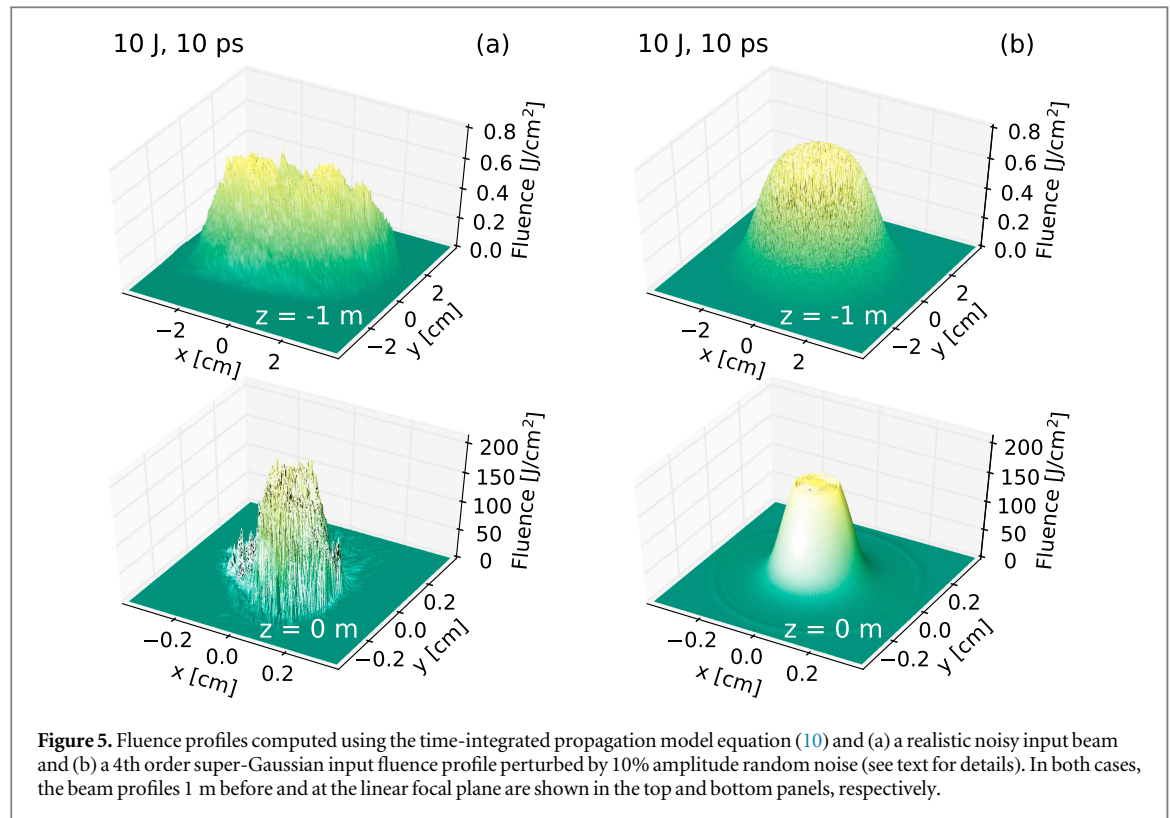 10 J, 10 ps (a)
0.8
0.6
0.4
0.2
0.0
Fluence [J/cm²]
z = -1 m
−2
0
2
x [cm]
−2
0
2
y [cm]
10 J, 10 ps (b)
0.8
0.6
0.4
0.2
0.0
Fluence [J/cm²]
z = -1 m
−2
0
2
x [cm]
−2
0
2
y [cm]
200
150
100
50
0
Fluence [J/cm²]
z = 0 m
−0.2
0.0
0.2
x [cm]
−0.2
0.0
0.2
y [cm]
200
150
100
50
0
Fluence [J/cm²]
z = 0 m
−0.2
0.0
0.2
x [cm]
−0.2
0.0
0.2
y [cm]
Figure 5. Fluence profiles computed using the time-integrated propagation model equation (10) and (a) a realistic noisy input beam
and (b) a 4th order super-Gaussian input fluence profile perturbed by 10% amplitude random noise (see text for details). In both cases,
the beam profiles 1 m before and at the linear focal plane are shown in the top and bottom panels, respectively.